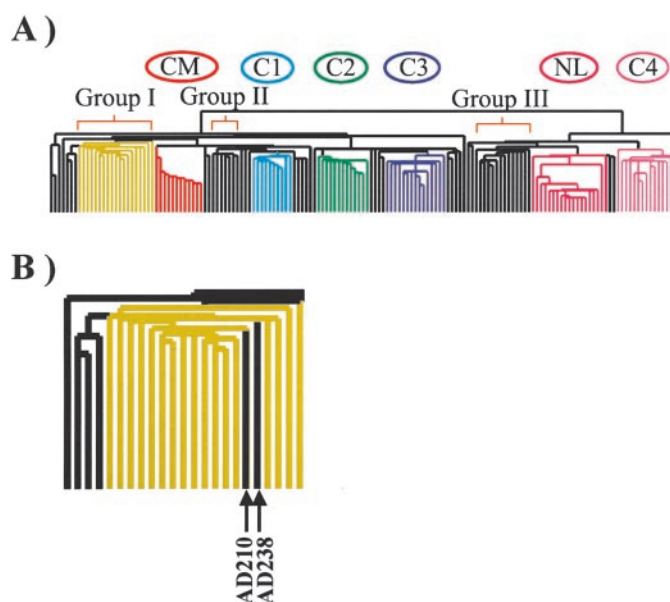 A )
CM C1 C2 C3 NL C4
Group I Group II Group III
B )
AD210
AD238